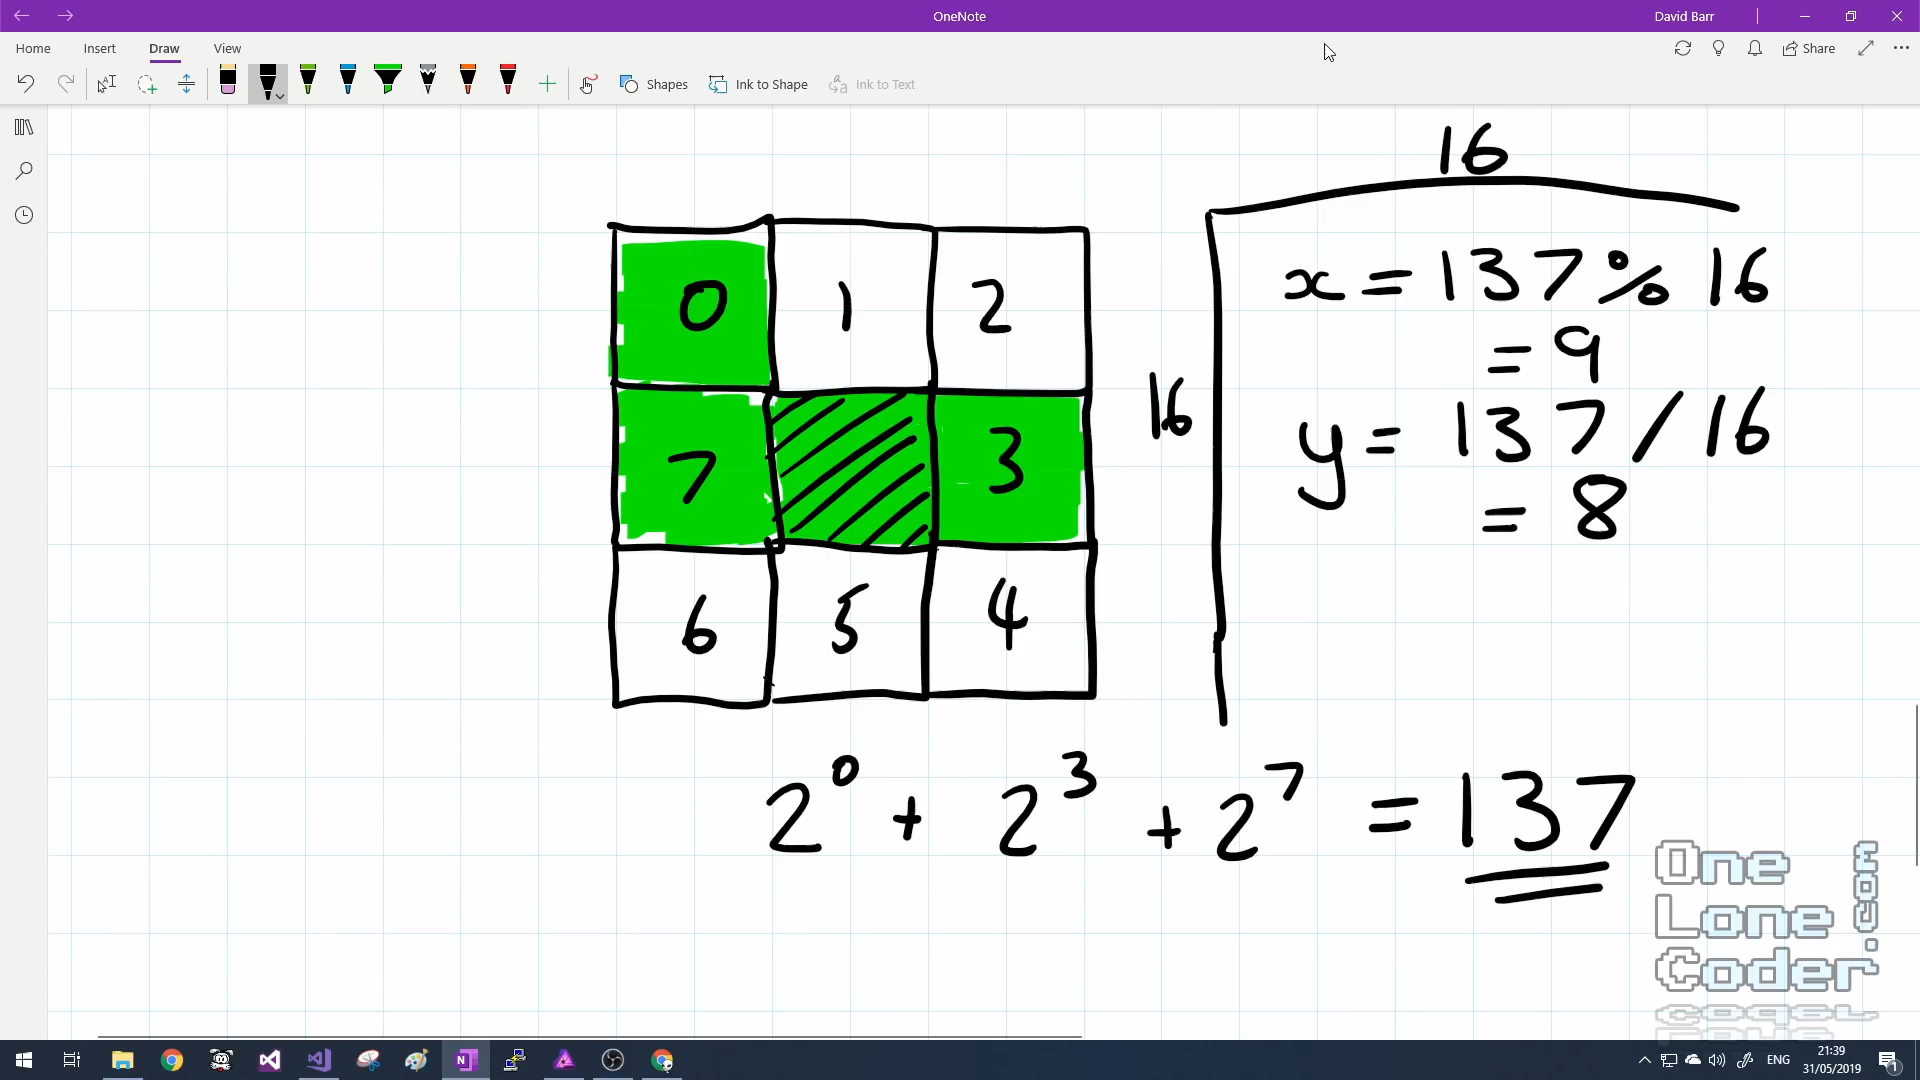 OneNote
David Barr
Home Insert Draw View
Share
Shapes
Ink to Shape
Ink to Text
16
0 1 2
7 3
6 5 4
16
x = 137 % 16
= 9
y = 137 / 16
= 8
2⁰ + 2³ + 2⁷ = 137
One
Lone
Coder
.com
ENG
21:39
31/05/2019
1